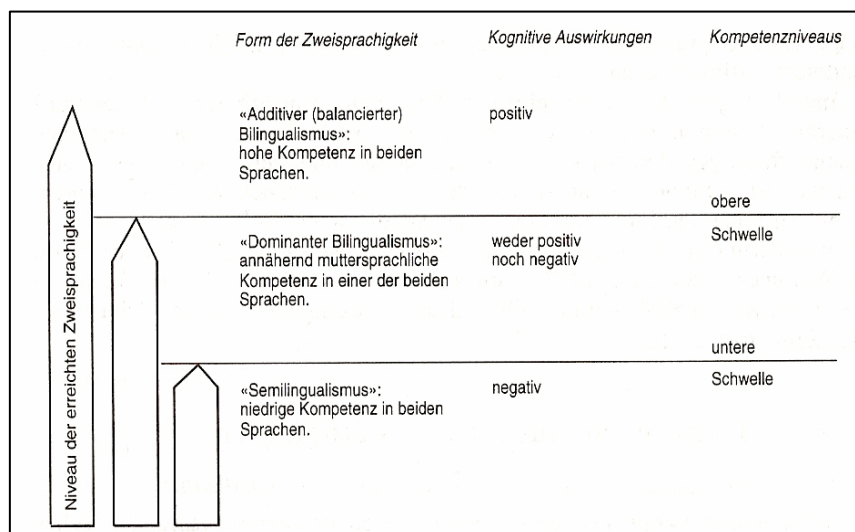 Form der Zweisprachigkeit Kognitive Auswirkungen Kompetenzniveaus
«Additiver (balancierter) positiv
Bilingualismus»:
hohe Kompetenz in beiden
Sprachen.
obere
«Dominanter Bilingualismus»: weder positiv Schwelle
annähernd muttersprachliche noch negativ
Kompetenz in einer der beiden
Sprachen.
untere
«Semilingualismus»: negativ Schwelle
niedrige Kompetenz in beiden
Sprachen.
Niveau der erreichten Zweisprachigkeit